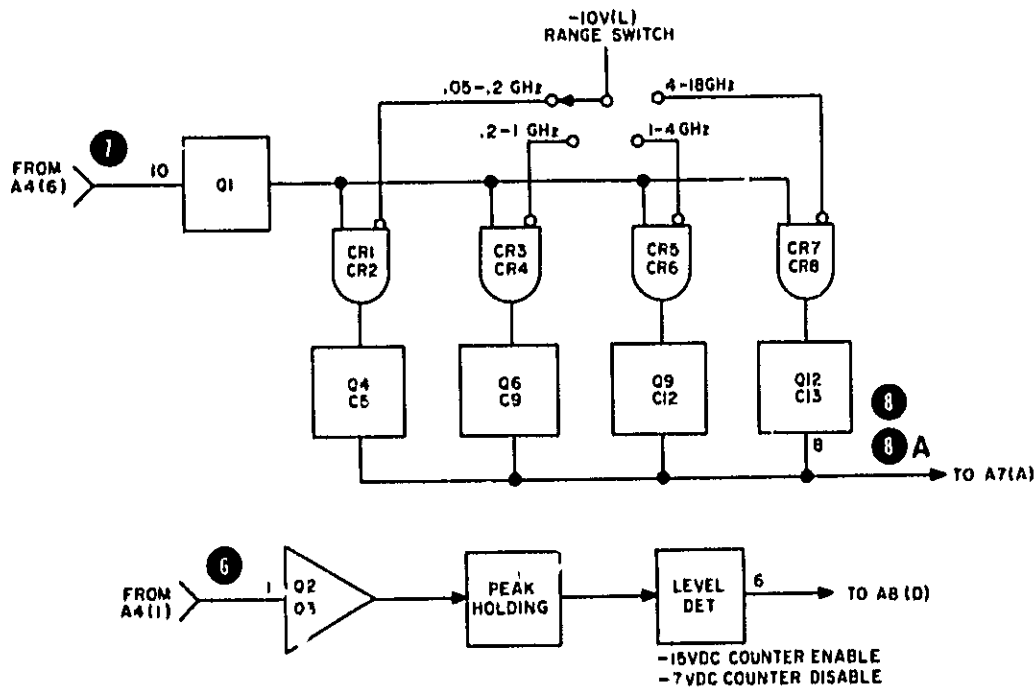 -10V(L)
RANGE SWITCH
.05-.2 GHz
.4-18GHz
.2-1 GHz
1-4GHz
7
FROM
A4(6)
10
Q1
CR1
CR2
CR3
CR4
CR5
CR6
CR7
CR8
Q4
C5
Q6
C9
Q9
C12
Q12
C13
8
8
8 A
TO A7(A)
6
FROM
A4(1)
1
Q2
Q3
PEAK
HOLDING
LEVEL
DET
6
TO A8(D)
-15VDC COUNTER ENABLE
-7VDC COUNTER DISABLE